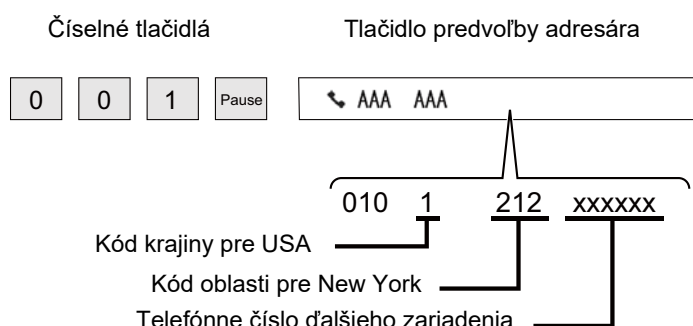 Číselné tlačidlá Tlačidlo predvoľby adresára
0 0 1 Pause AAA AAA
010 1 212 xxxxxx
Kód krajiny pre USA
Kód oblasti pre New York
Telefónne číslo ďalšieho zariadenia